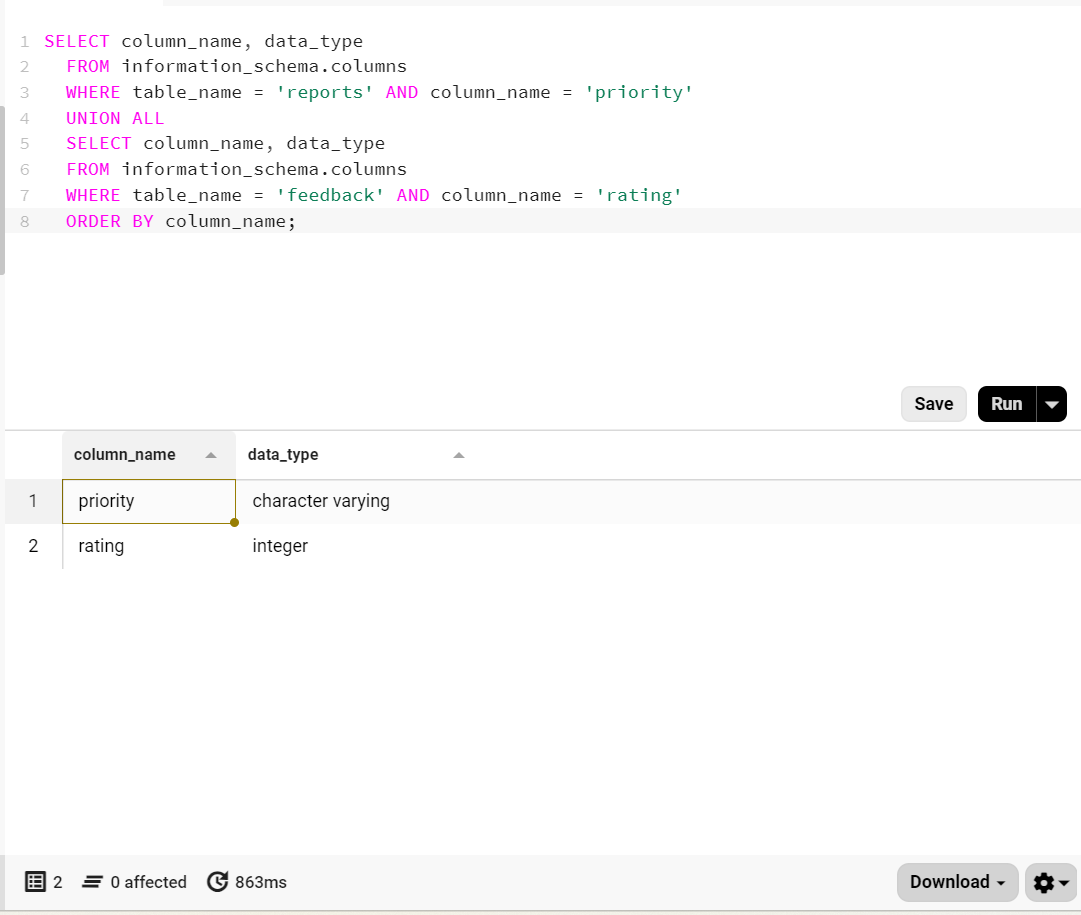 1 SELECT column_name, data_type
2 FROM information_schema.columns
3 WHERE table_name = 'reports' AND column_name = 'priority'
4 UNION ALL
5 SELECT column_name, data_type
6 FROM information_schema.columns
7 WHERE table_name = 'feedback' AND column_name = 'rating'
8 ORDER BY column_name;
Save Run
column_name data_type
1 priority character varying
2 rating integer
2 0 affected 863ms Download